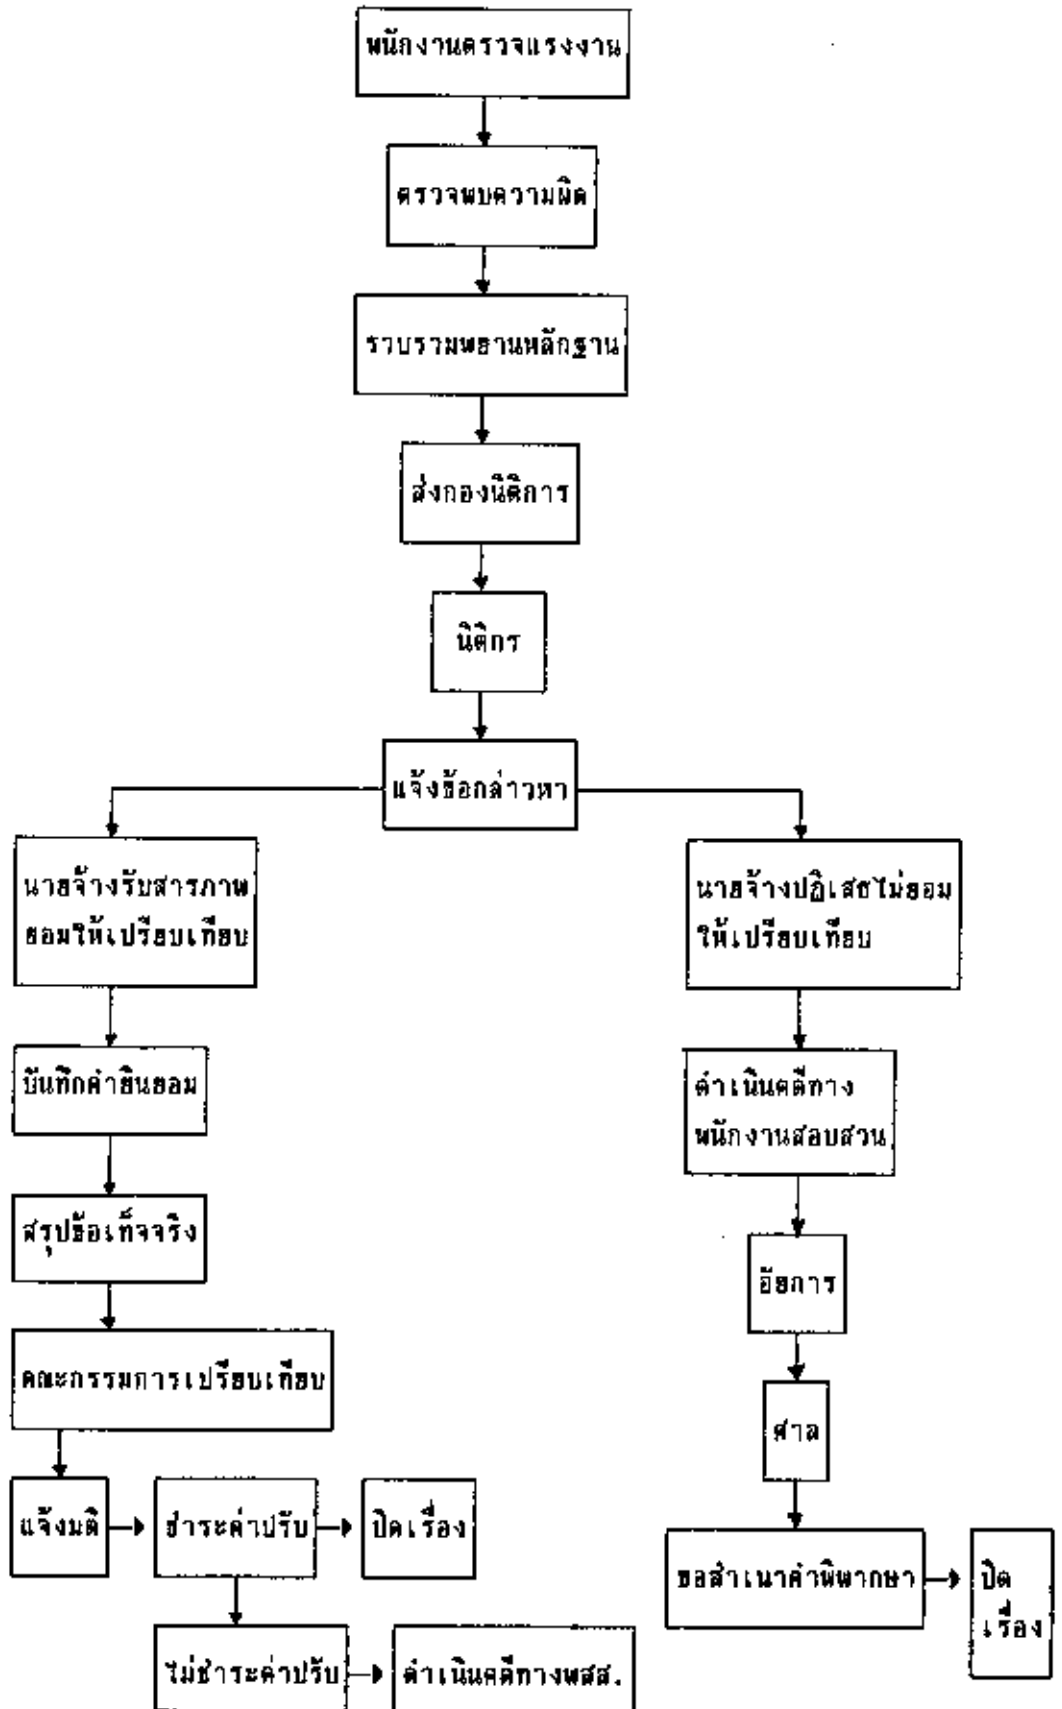 พนักงานตรวจแรงงาน
ตรวจพบความผิด
รวบรวมพยานหลักฐาน
ส่งกองนิติการ
นิติกร
แจ้งข้อกล่าวหา
นายจ้างรับสารภาพ
ยอมให้เปรียบเทียบ
บันทึกคำยินยอม
สรุปข้อเท็จจริง
คณะกรรมการเปรียบเทียบ
แจ้งมติ
ชำระค่าปรับ
ปิดเรื่อง
ไม่ชำระค่าปรับ
ดำเนินคดีทางพสส.
นายจ้างปฏิเสธไม่ยอม
ให้เปรียบเทียบ
ดำเนินคดีทาง
พนักงานสอบสวน
อัยการ
ศาล
ขอสำเนาคำพิพากษา
ปิด
เรื่อง